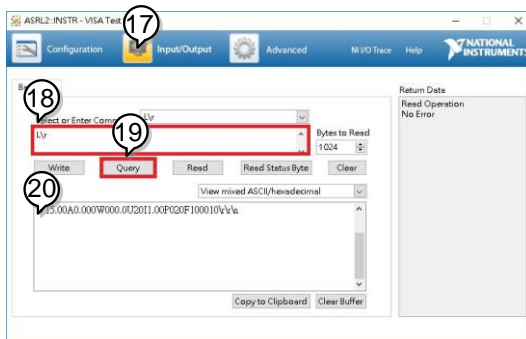 ASRL2::INSTR - VISA Test
17
Configuration
Input/Output
Advanced
NI I/O Trace
Help
NATIONAL INSTRUMENTS
18
Select or Enter Command
L\r
19
L\r
Bytes to Read
1024
Write
Query
Read
Read Status Byte
Clear
View mixed ASCII/hexadecimal
20
15.00A0.000W000.0U20I1.00P020F100010\r\r\n
Copy to Clipboard
Clear Buffer
Return Data
Read Operation
No Error